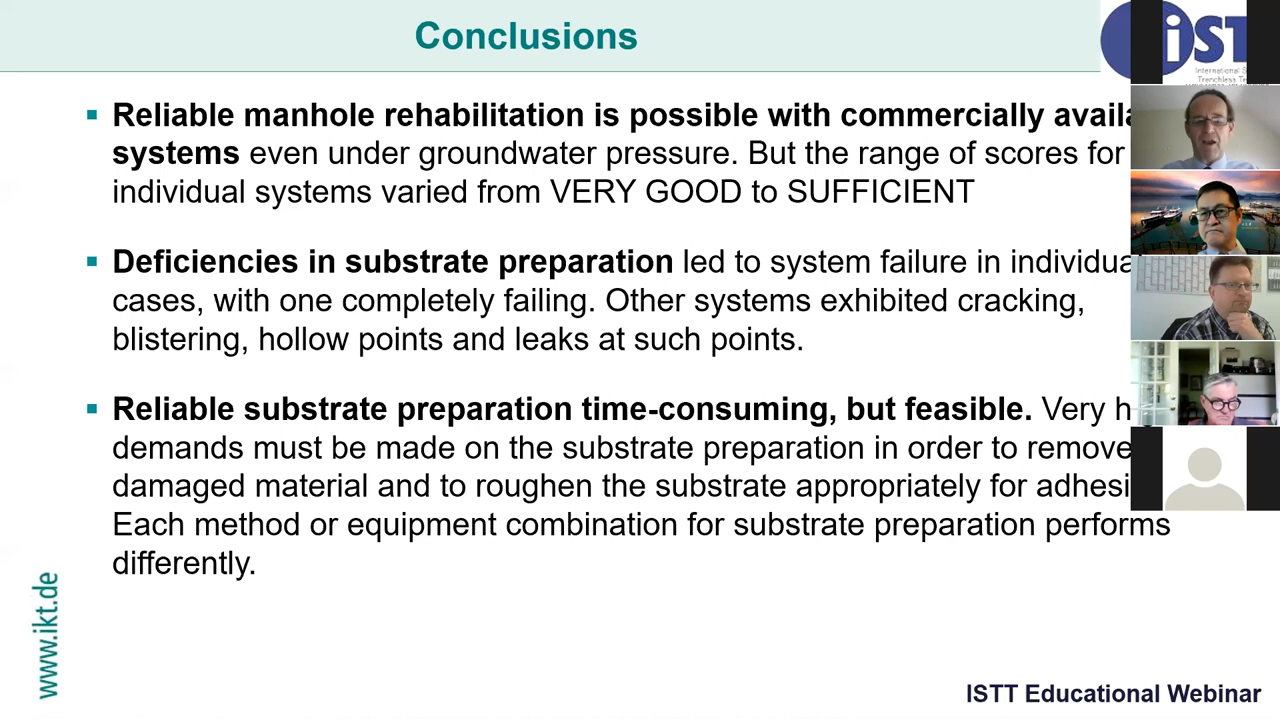 Conclusions
iST
International
Trenchless
Reliable manhole rehabilitation is possible with commercially
systems even under groundwater pressure. But the range of scores for
individual systems varied from VERY GOOD to SUFFICIENT
Deficiencies in substrate preparation led to system failure in
cases, with one completely failing. Other systems exhibited cracking,
blistering, hollow points and leaks at such points.
Reliable substrate preparation time-consuming, but feasible. Very
demands must be made on the substrate preparation in order to remove
damaged material and to roughen the substrate appropriately for
Each method or equipment combination for substrate preparation performs
differently.
www.ikt.de
ISTT Educational Webinar